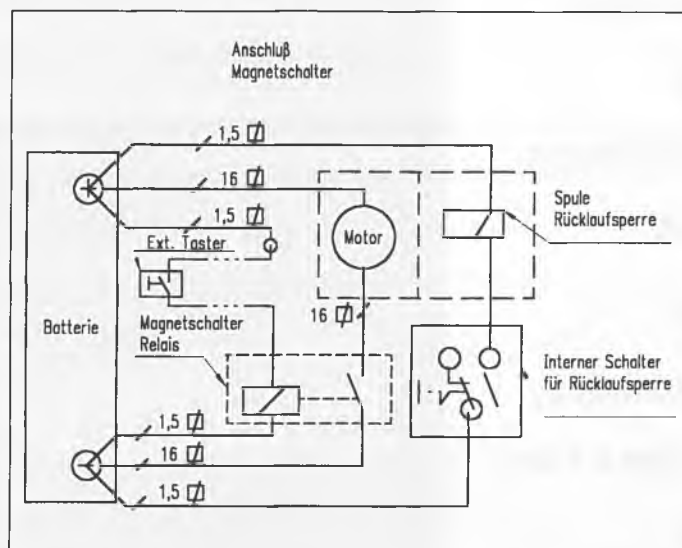 Anschluß
Magnetschalter
1,5
16
1,5
Ext. Taster
Motor
Spule
Rücklaufsperre
16
Batterie
Magnetschalter
Relais
Interner Schalter
für Rücklaufsperre
1,5
16
1,5